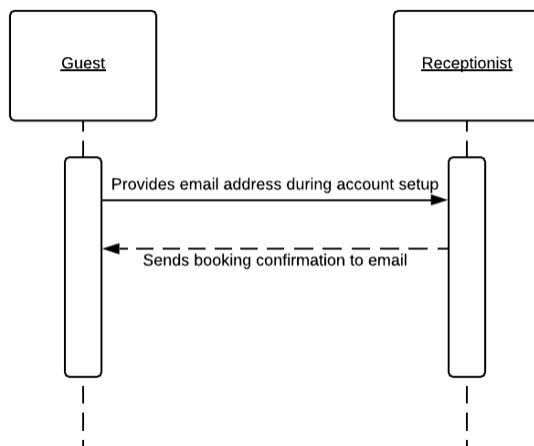 Guest
Receptionist
Provides email address during account setup
Sends booking confirmation to email